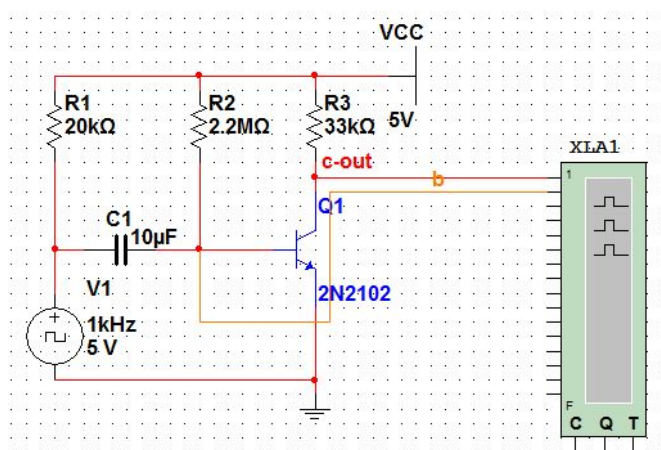 VCC
R1
20kΩ
R2
2.2MΩ
R3
33kΩ
5V
XLA1
c-out
1
b
Q1
C1
10µF
V1
2N2102
1kHz
5 V
F
C Q T